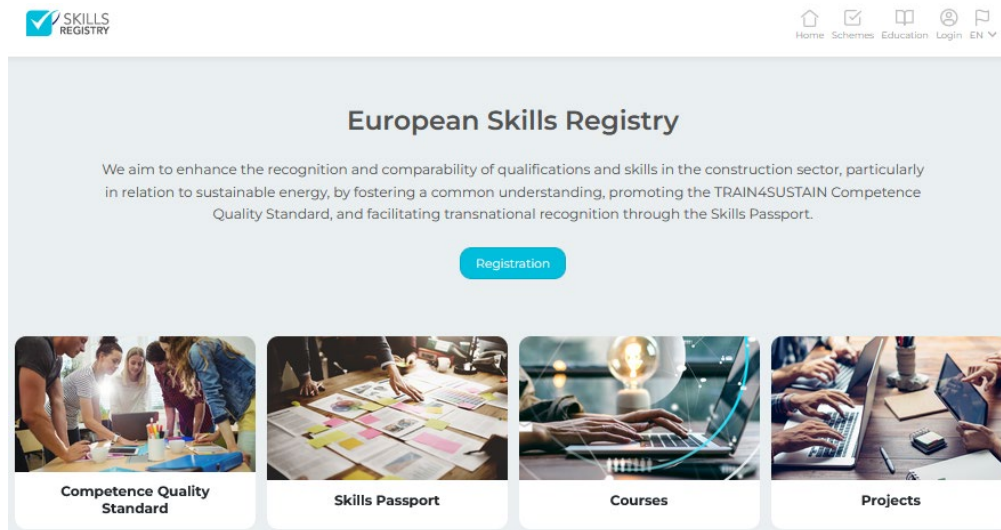 SKILLS
REGISTRY
Home Schemes Education Login EN
European Skills Registry
We aim to enhance the recognition and comparability of qualifications and skills in the construction sector, particularly
in relation to sustainable energy, by fostering a common understanding, promoting the TRAIN4SUSTAIN Competence
Quality Standard, and facilitating transnational recognition through the Skills Passport.
Registration
Competence Quality
Standard
Skills Passport
Courses
Projects